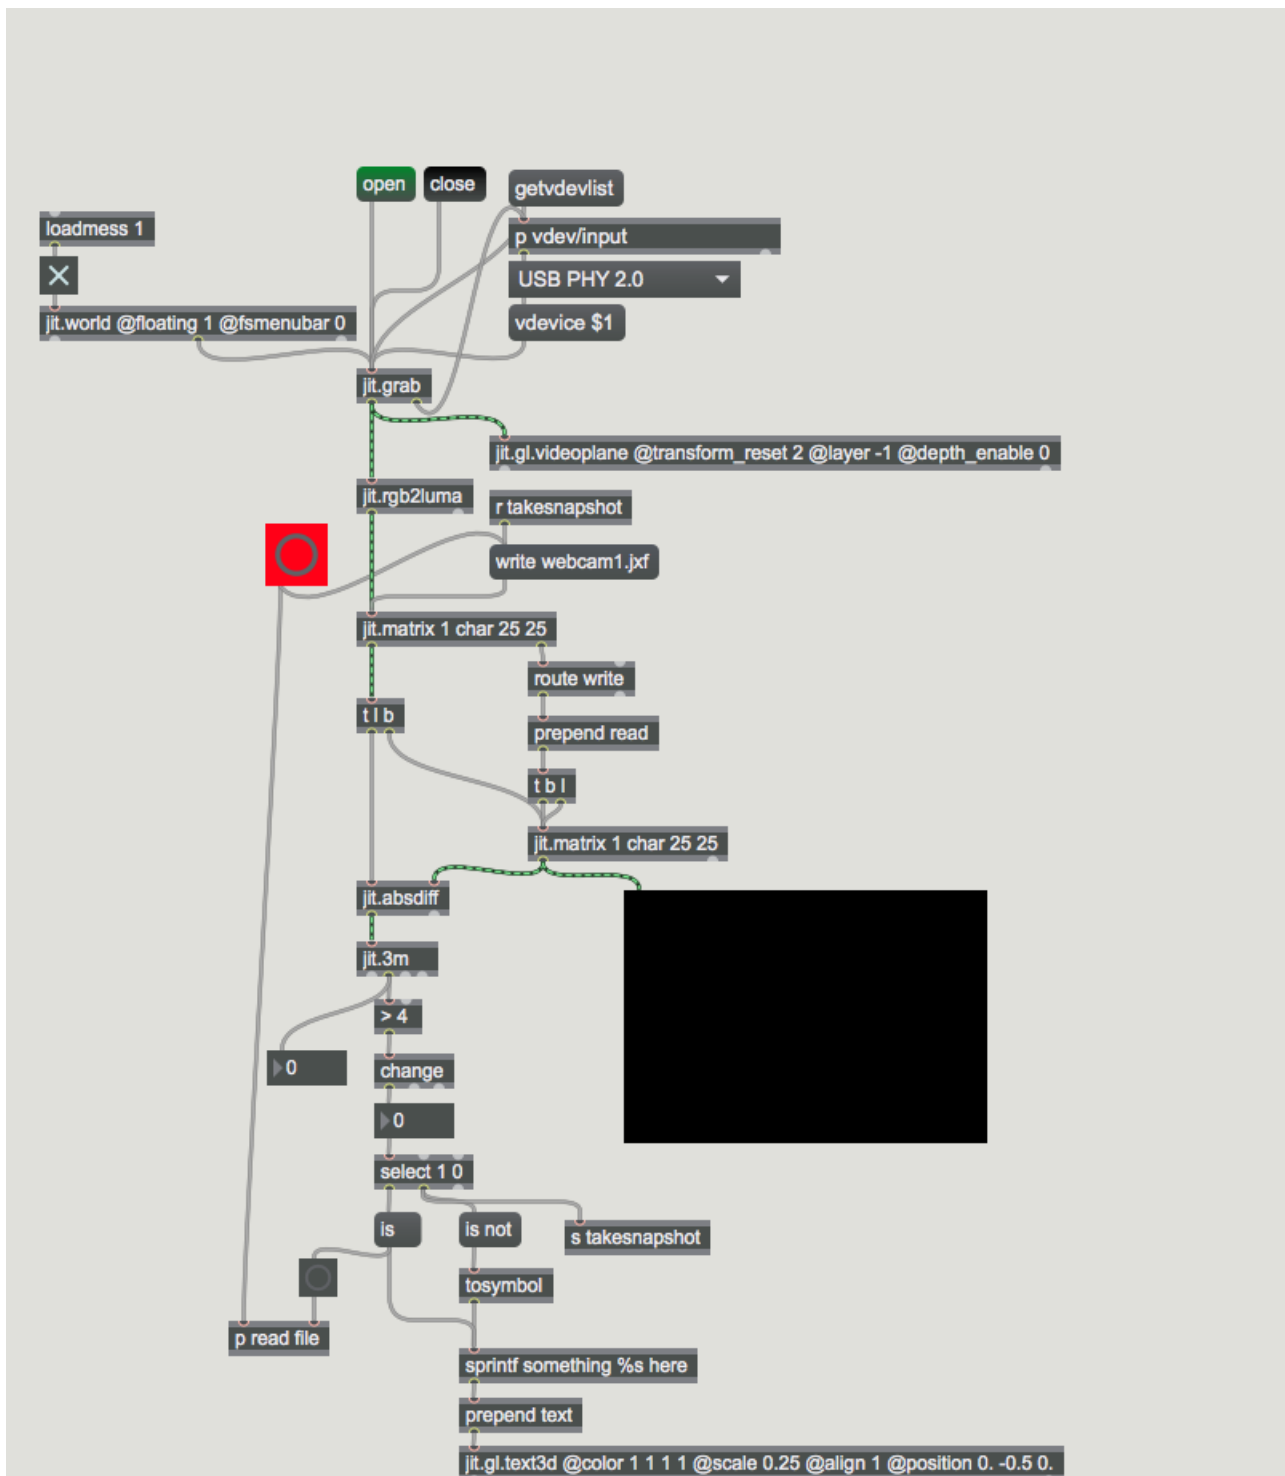 open
close
getvdevlist
loadmess 1
p vdev/input
USB PHY 2.0
jit.world @floating 1 @fsmenubar 0
vdevice $1
jit.grab
jit.gl.videoplane @transform_reset 2 @layer -1 @depth_enable 0
jit.rgb2luma
r takesnapshot
write webcam1.jxf
jit.matrix 1 char 25 25
route write
t l b
prepend read
t b l
jit.matrix 1 char 25 25
jit.absdiff
jit.3m
> 4
0
change
0
select 1 0
is
is not
s takesnapshot
tosymbol
p read file
sprintf something %s here
prepend text
jit.gl.text3d @color 1 1 1 1 @scale 0.25 @align 1 @position 0. -0.5 0.